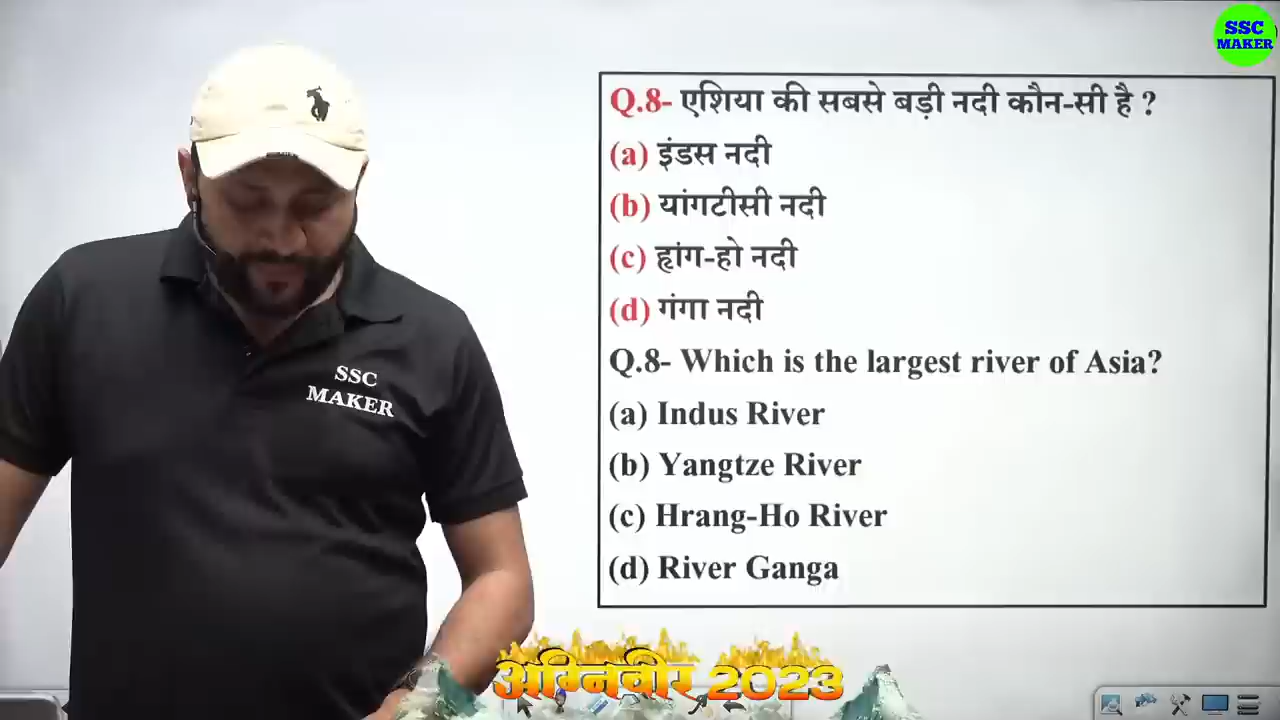 SSC
MAKER
Q.8- एशिया की सबसे बड़ी नदी कौन-सी है ?
(a) इंडस नदी
(b) यांगटीसी नदी
(c) ह्रांग-हो नदी
(d) गंगा नदी
Q.8- Which is the largest river of Asia?
(a) Indus River
(b) Yangtze River
(c) Hrang-Ho River
(d) River Ganga
SSC
MAKER
अग्निवीर 2023